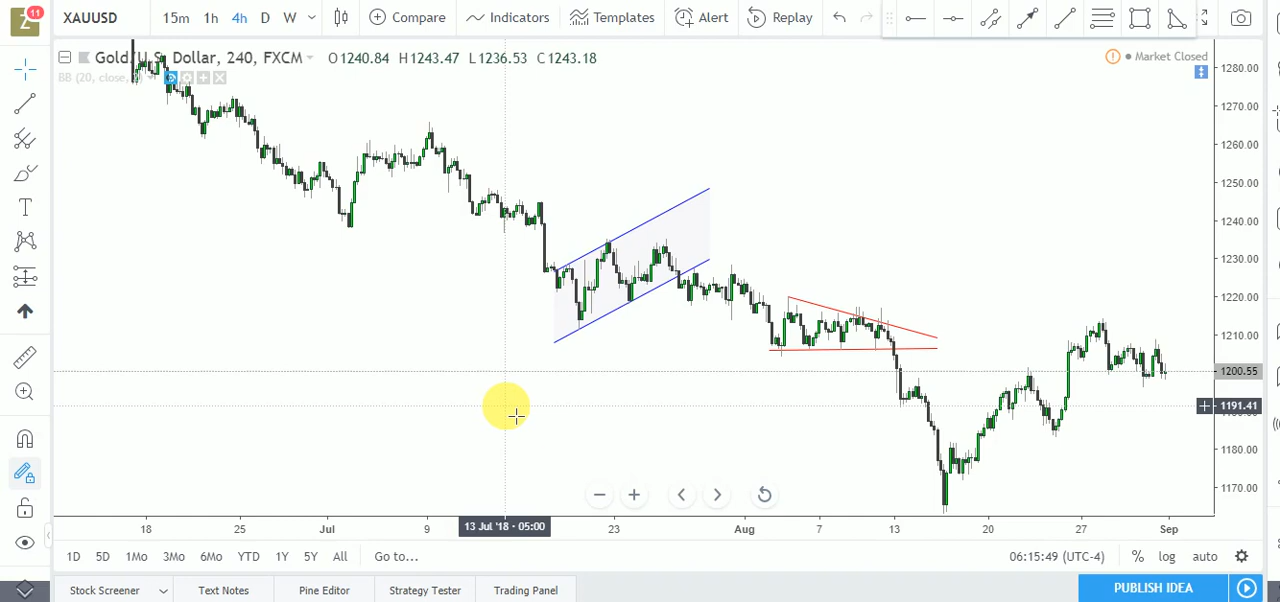 Z 11
XAUUSD 15m 1h 4h D W Compare Indicators Templates Alert Replay
Gold/U.S. Dollar, 240, FXCM O1240.84 H1243.47 L1236.53 C1243.18
Market Closed
BB (20, close, 2)
1280.00
1270.00
1260.00
1250.00
1240.00
1230.00
1220.00
1210.00
1200.55
1191.41
1180.00
1170.00
18 25 Jul 9 13 Jul '18 - 05:00 23 Aug 7 13 20 27 Sep
1D 5D 1Mo 3Mo 6Mo YTD 1Y 5Y All Go to... 06:15:49 (UTC-4) % log auto
Stock Screener Text Notes Pine Editor Strategy Tester Trading Panel PUBLISH IDEA